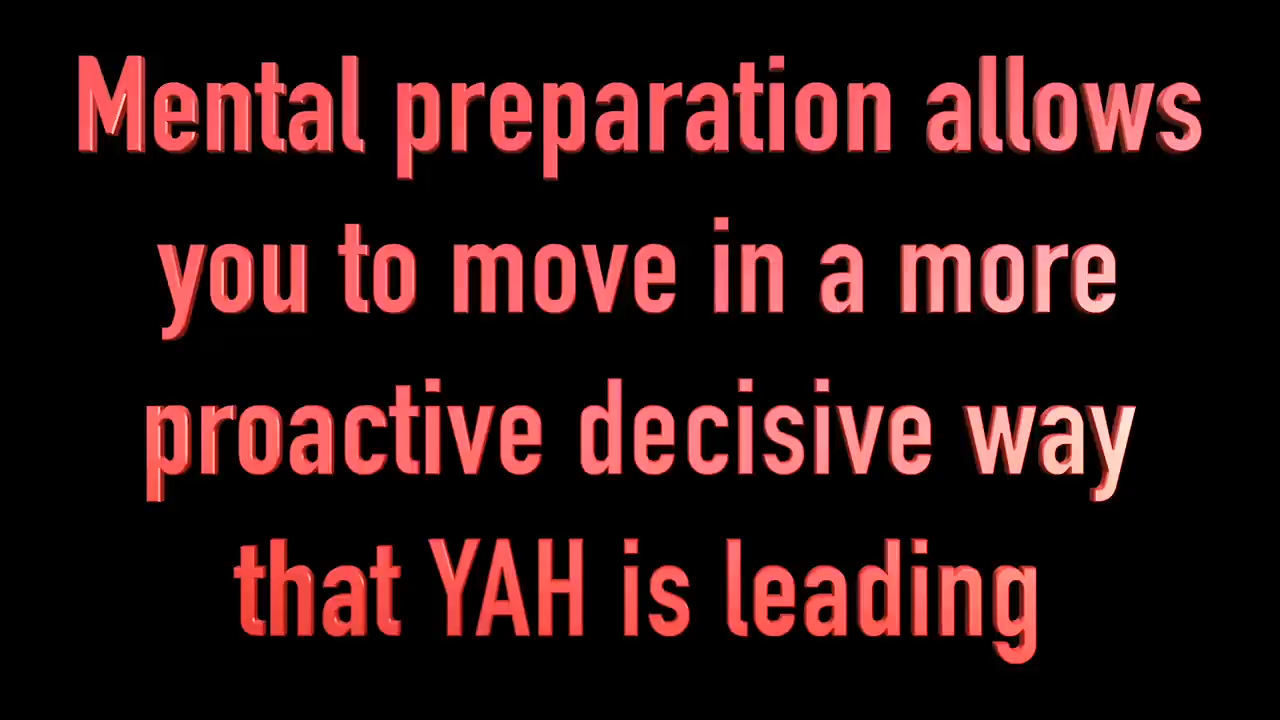 Mental preparation allows
you to move in a more
proactive decisive way
that YAH is leading